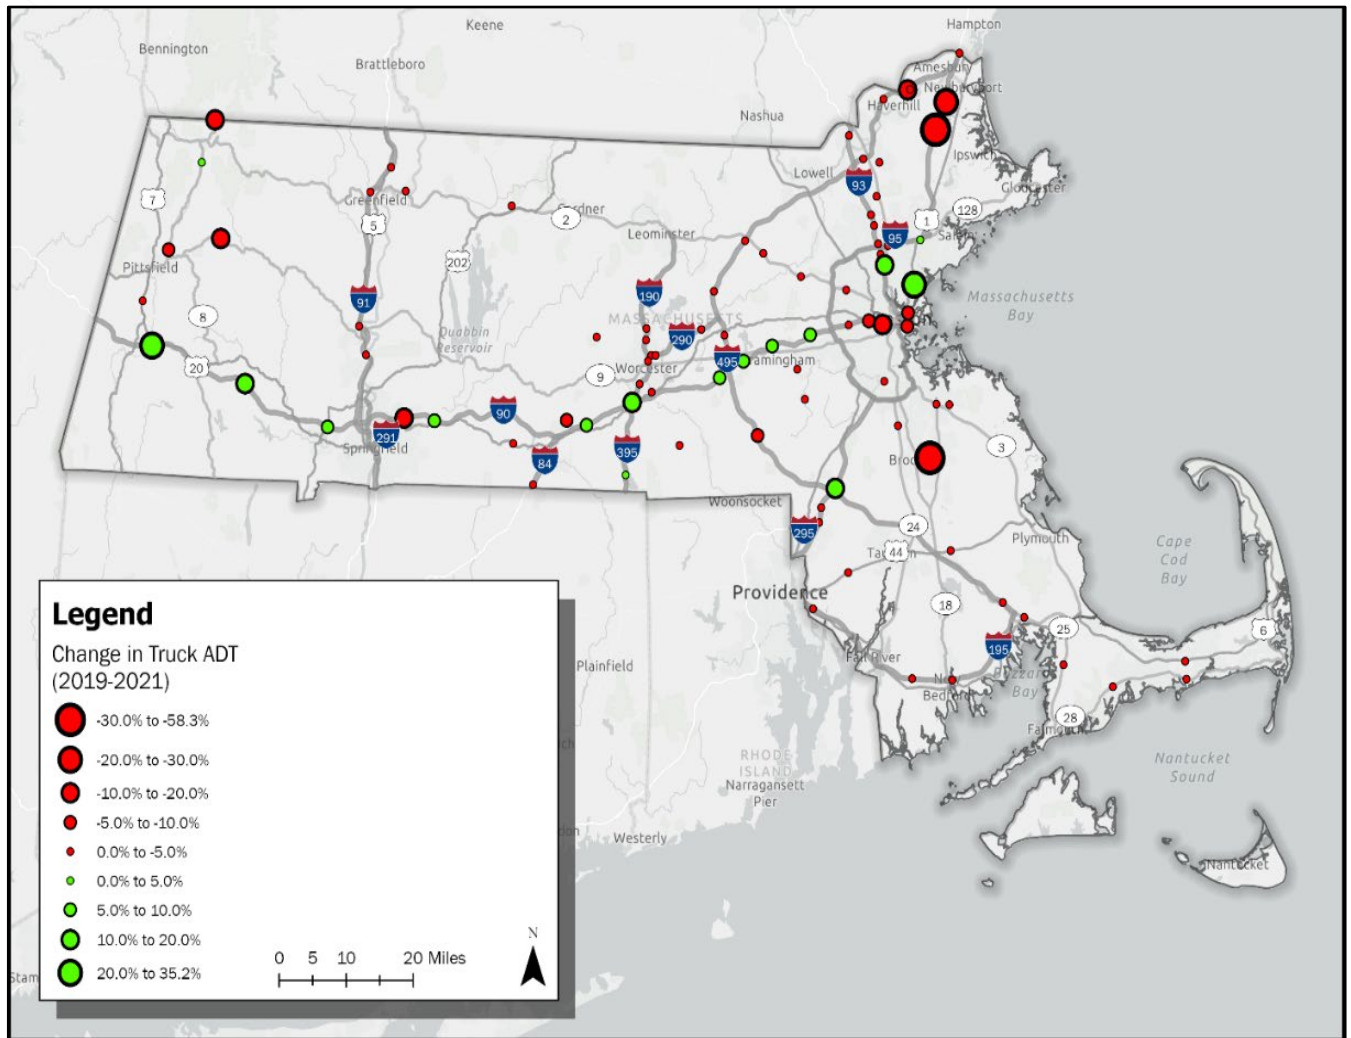 Hampton
Keene
Bennington
Brattleboro
Amesbury
Newburyport
Haverhill
Nashua
Ipswich
Lowell
93
Gloucester
7
Greenfield
5
Gardner
2
128
1
Leominster
95
Salem
Pittsfield
202
91
190
8
MASSACHUSETTS
Massachusetts
Bay
Quabbin
Reservoir
290
20
495
Framingham
Worcester
9
90
291
Springfield
84
395
3
Woonsocket
295
24
44
Plymouth
Cape
Cod
Bay
Providence
18
25
6
195
Fall River
Plainfield
Bay
28
RHODE
ISLAND
Narragansett
Pier
Nantucket
Sound
Westerly
Nantucket
Legend
Change in Truck ADT
(2019-2021)
-30.0% to -58.3%
-20.0% to -30.0%
-10.0% to -20.0%
-5.0% to -10.0%
0.0% to -5.0%
0.0% to 5.0%
5.0% to 10.0%
10.0% to 20.0%
20.0% to 35.2%
0 5 10 20 Miles
N
Stam